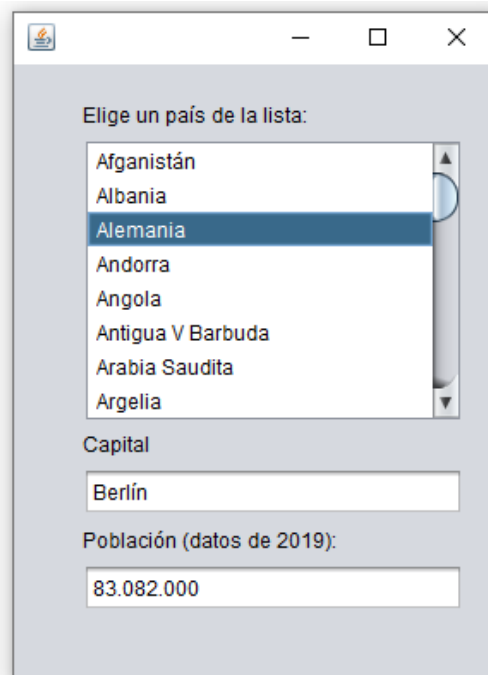 Elige un país de la lista:
Afganistán
Albania
Alemania
Andorra
Angola
Antigua V Barbuda
Arabia Saudita
Argelia
Capital
Berlín
Población (datos de 2019):
83.082.000